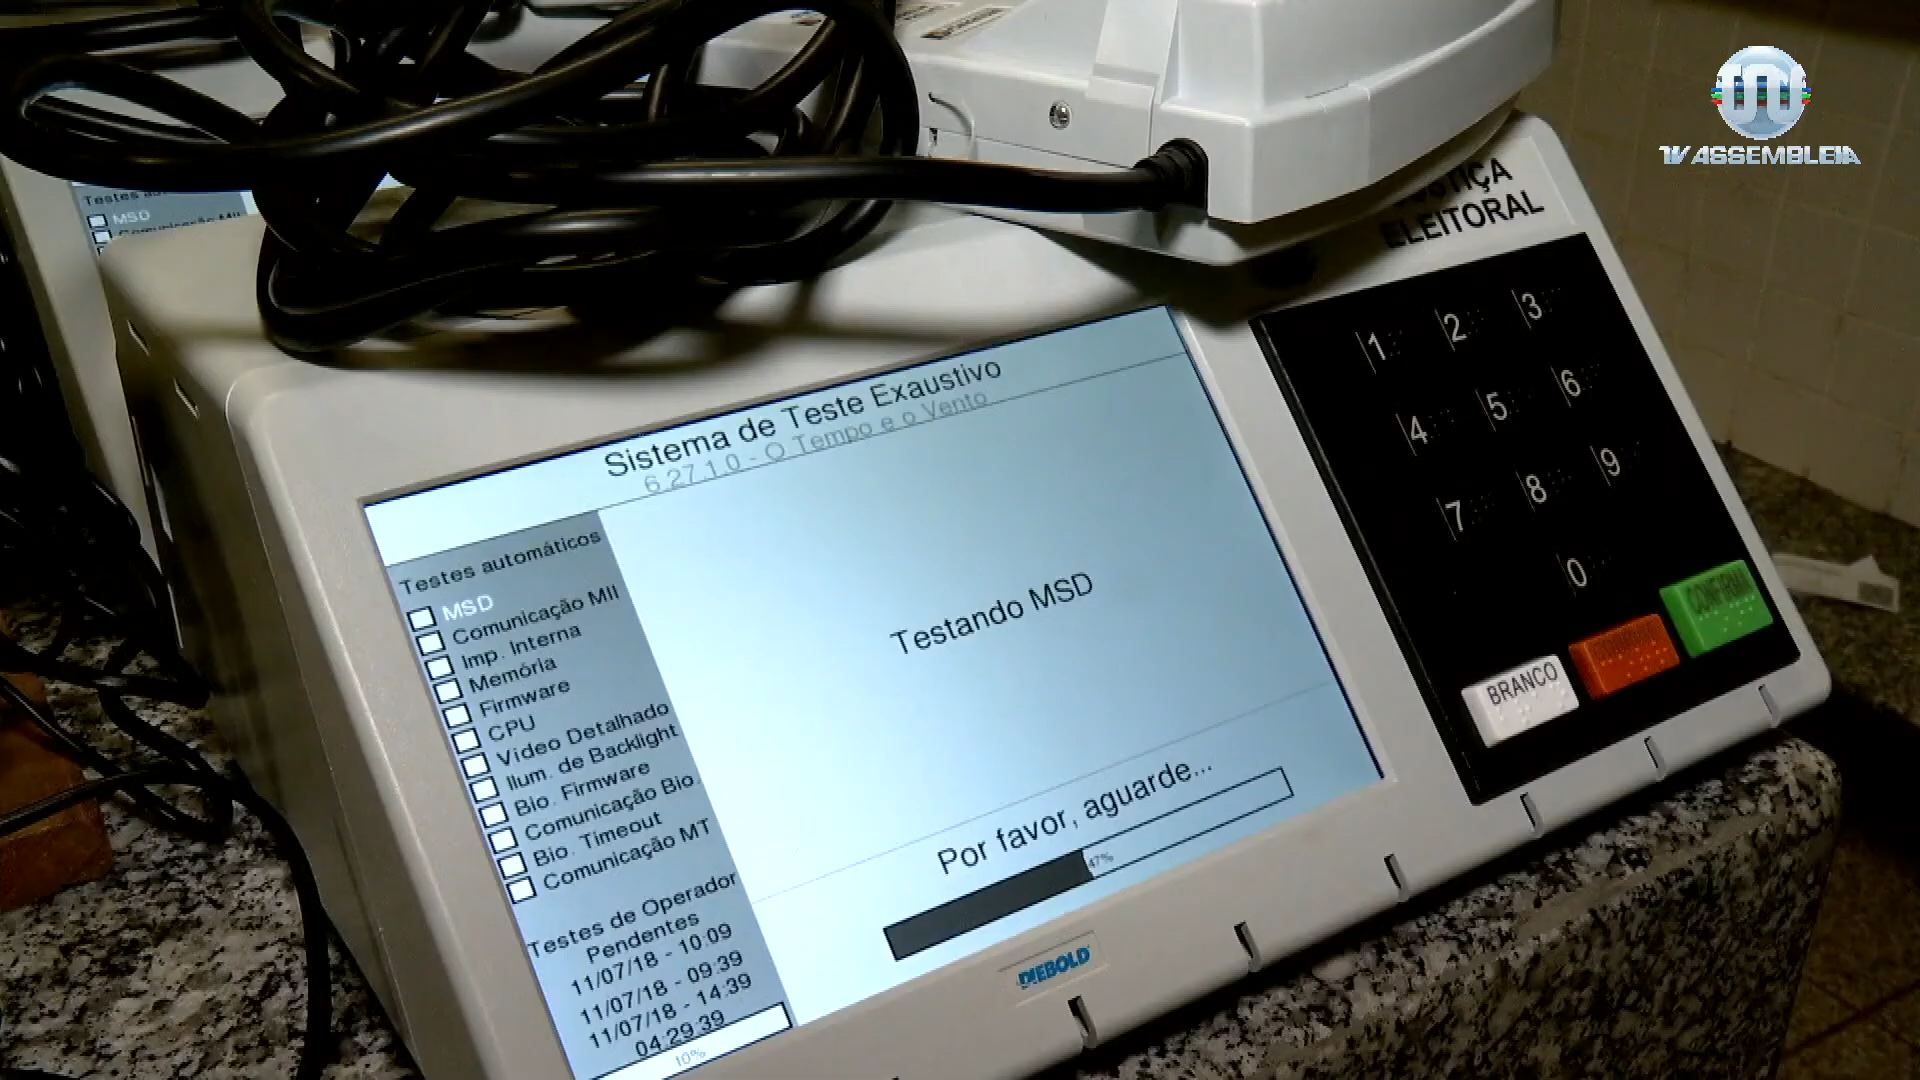 TV ASSEMBLEIA
JUSTIÇA
ELEITORAL
Testes
MSD
Comunicação MII
Sistema de Teste Exaustivo
6.27.1.0 - O Tempo e o Vento
Testes automáticos
MSD
Comunicação MII
Imp. Interna
Memória
Firmware
CPU
Vídeo Detalhado
Ilum. de Backlight
Bio. Firmware
Comunicação Bio.
Bio. Timeout
Comunicação MT
Testes de Operador
Pendentes
11/07/18 - 10:09
11/07/18 - 09:39
11/07/18 - 14:39
04:29:39
10%
Testando MSD
Por favor, aguarde...
47%
DIEBOLD
1 2 3
4 5 6
7 8 9
0
BRANCO
CONFIRMA